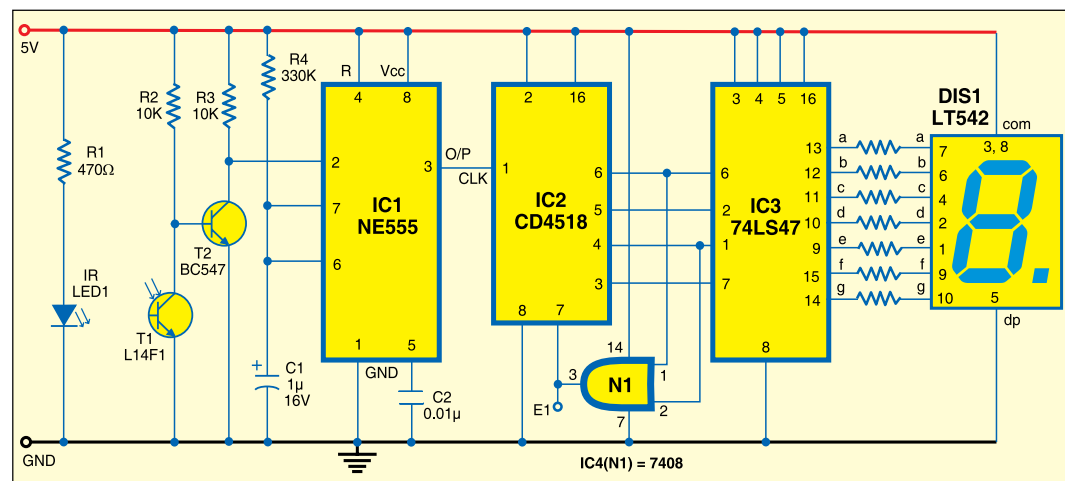 5V
R1
470Ω
IR
LED1
R2
10K
R3
10K
R4
330K
T1
L14F1
T2
BC547
C1
1µ
16V
+
R
Vcc
4
8
2
7
6
3
1
5
IC1
NE555
GND
C2
0.01µ
O/P
CLK
2
16
1
IC2
CD4518
6
5
4
3
8
7
E1
14
3
N1
1
2
7
3
4
5
16
6
2
1
7
IC3
74LS47
13
12
11
10
9
15
14
8
a
b
c
d
e
f
g
a
b
c
d
e
f
g
DIS1
LT542
com
3, 8
7
6
4
2
1
9
10
5
dp
GND
IC4(N1) = 7408